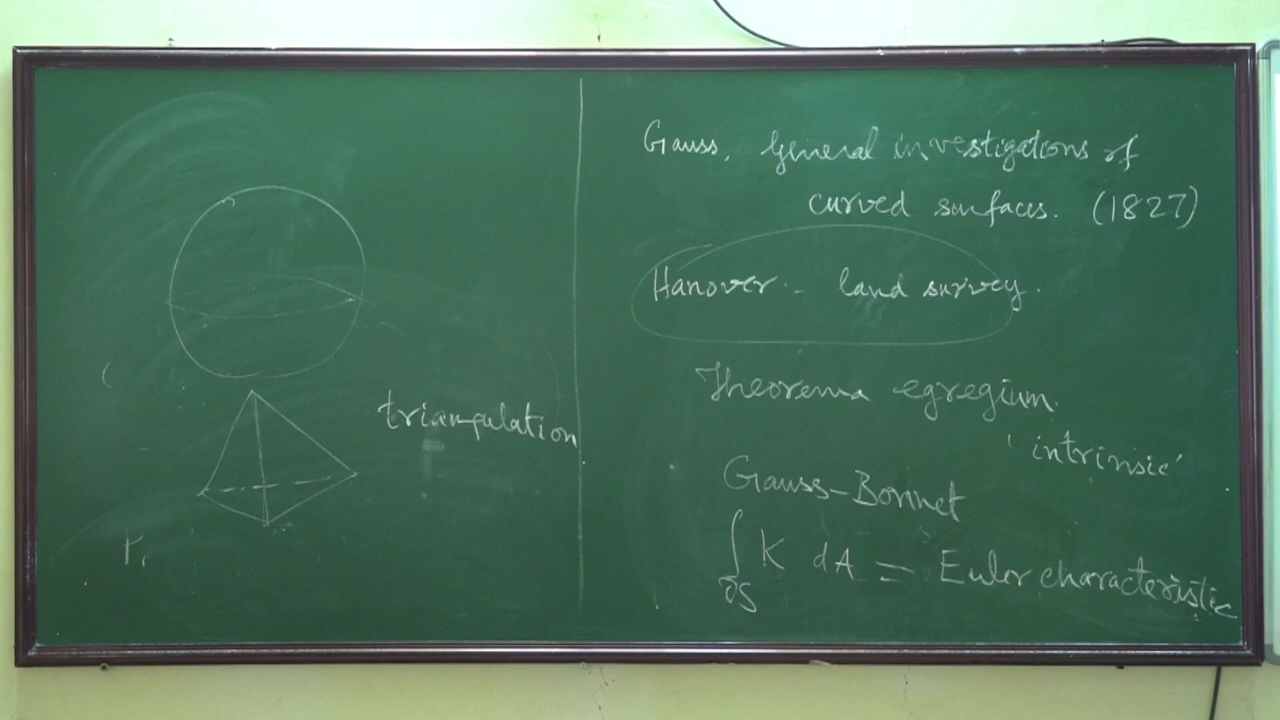 triangulation
Gauss, General investigations of
curved surfaces. (1827)
Hanover - land survey.
Theorema egregium.
'intrinsic'
Gauss-Bonnet
∫∂S K dA = Euler characteristic